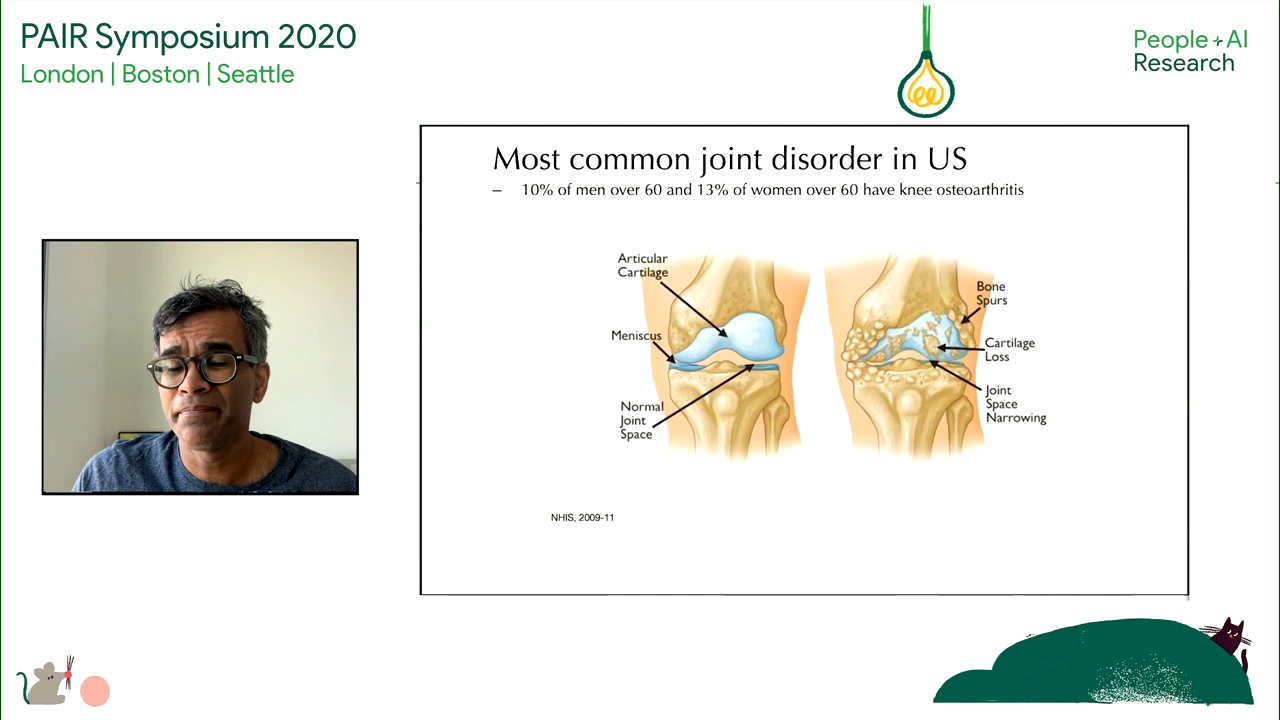 PAIR Symposium 2020
London | Boston | Seattle
People + AI
Research
Most common joint disorder in US
– 10% of men over 60 and 13% of women over 60 have knee osteoarthritis
Articular
Cartilage
Meniscus
Normal
Joint
Space
Bone
Spurs
Cartilage
Loss
Joint
Space
Narrowing
NHIS, 2009-11